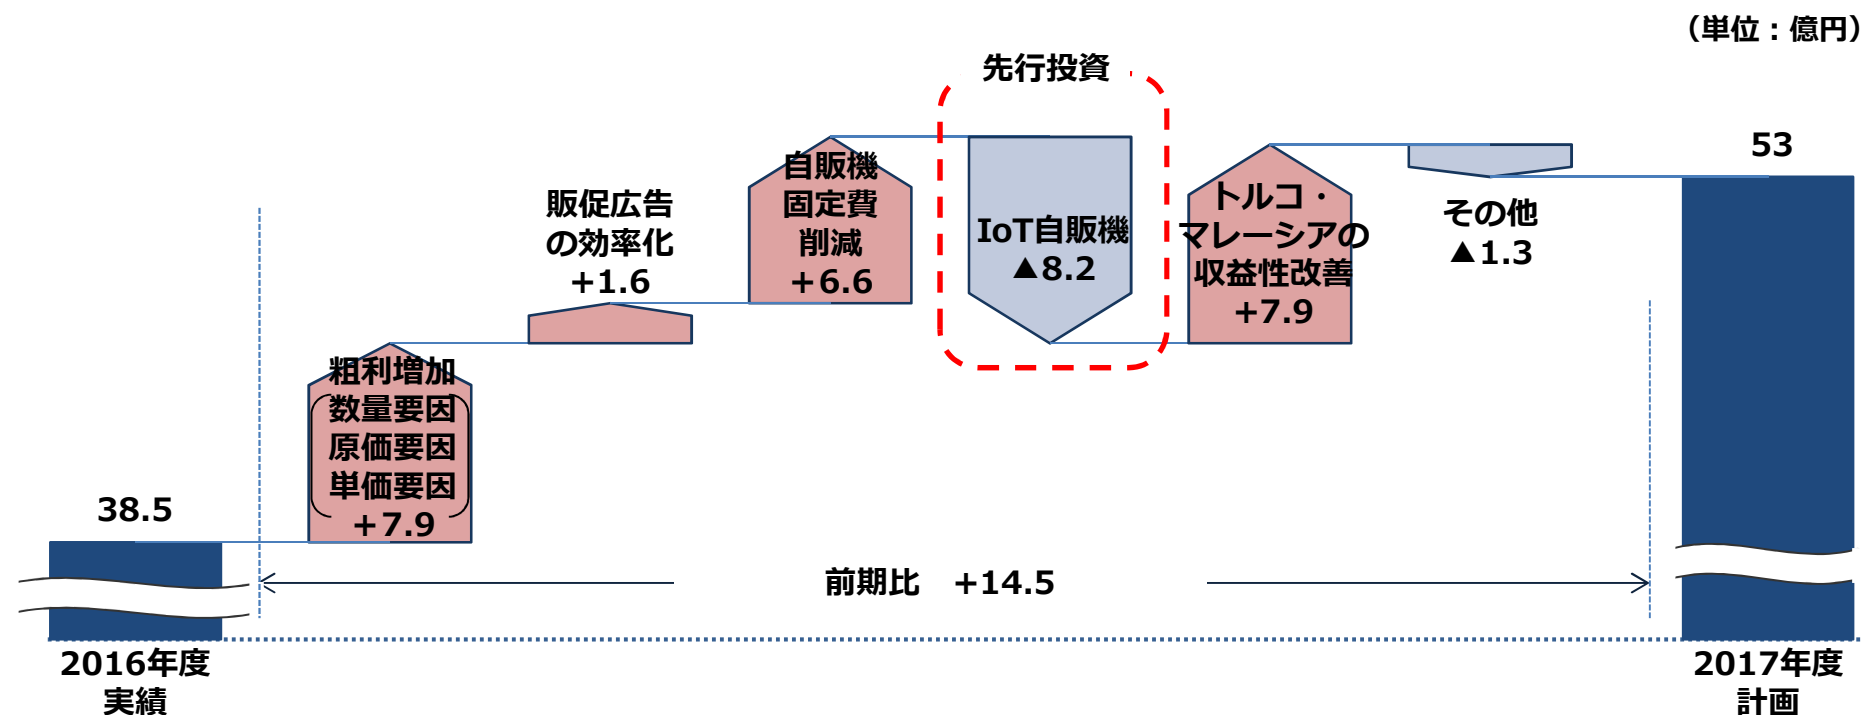 （単位：億円）
先行投資
53
自販機
固定費
削減
＋6.6
販促広告
の効率化
+1.6
IoT自販機
▲8.2
トルコ・
マレーシアの
収益性改善
+7.9
その他
▲1.3
粗利増加
数量要因
原価要因
単価要因
＋7.9
38.5
前期比　+14.5
2016年度
実績
2017年度
計画